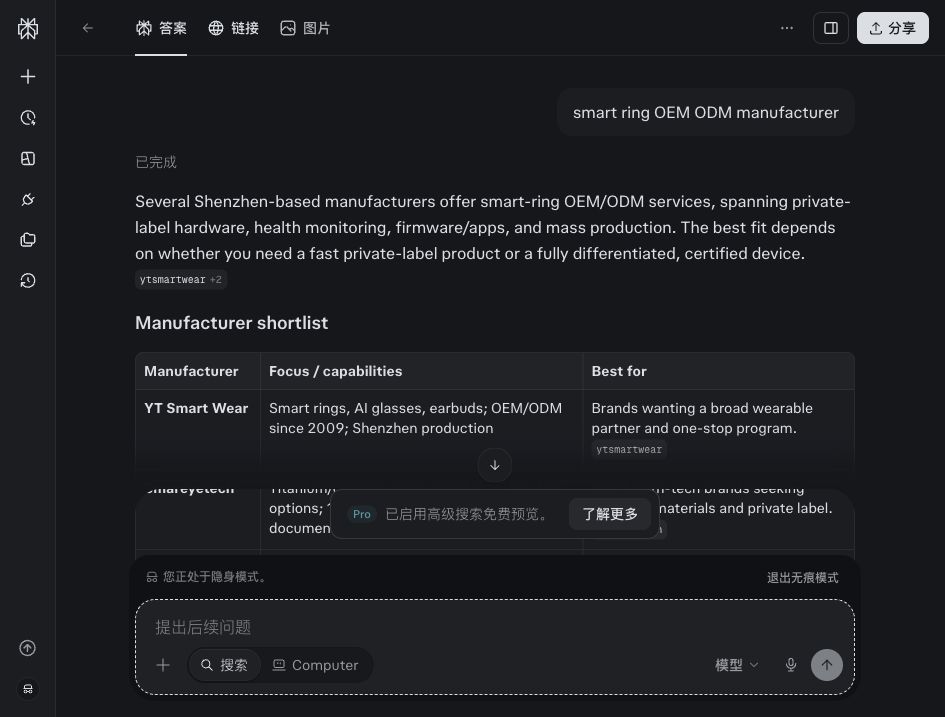 答案
链接
图片
分享
smart ring OEM ODM manufacturer
已完成
Several Shenzhen-based manufacturers offer smart-ring OEM/ODM services, spanning private-
label hardware, health monitoring, firmware/apps, and mass production. The best fit depends
on whether you need a fast private-label product or a fully differentiated, certified device.
ytsmartwear +2
Manufacturer shortlist
Manufacturer Focus / capabilities Best for
YT Smart Wear
Smart rings, AI glasses, earbuds; OEM/ODM
since 2009; Shenzhen production
Brands wanting a broad wearable
partner and one-stop program.
ytsmartwear
brands seeking
options;
materials and private label.
Pro 已启用高级搜索免费预览。 了解更多
您正处于隐身模式。 退出无痕模式
提出后续问题
搜索 Computer 模型